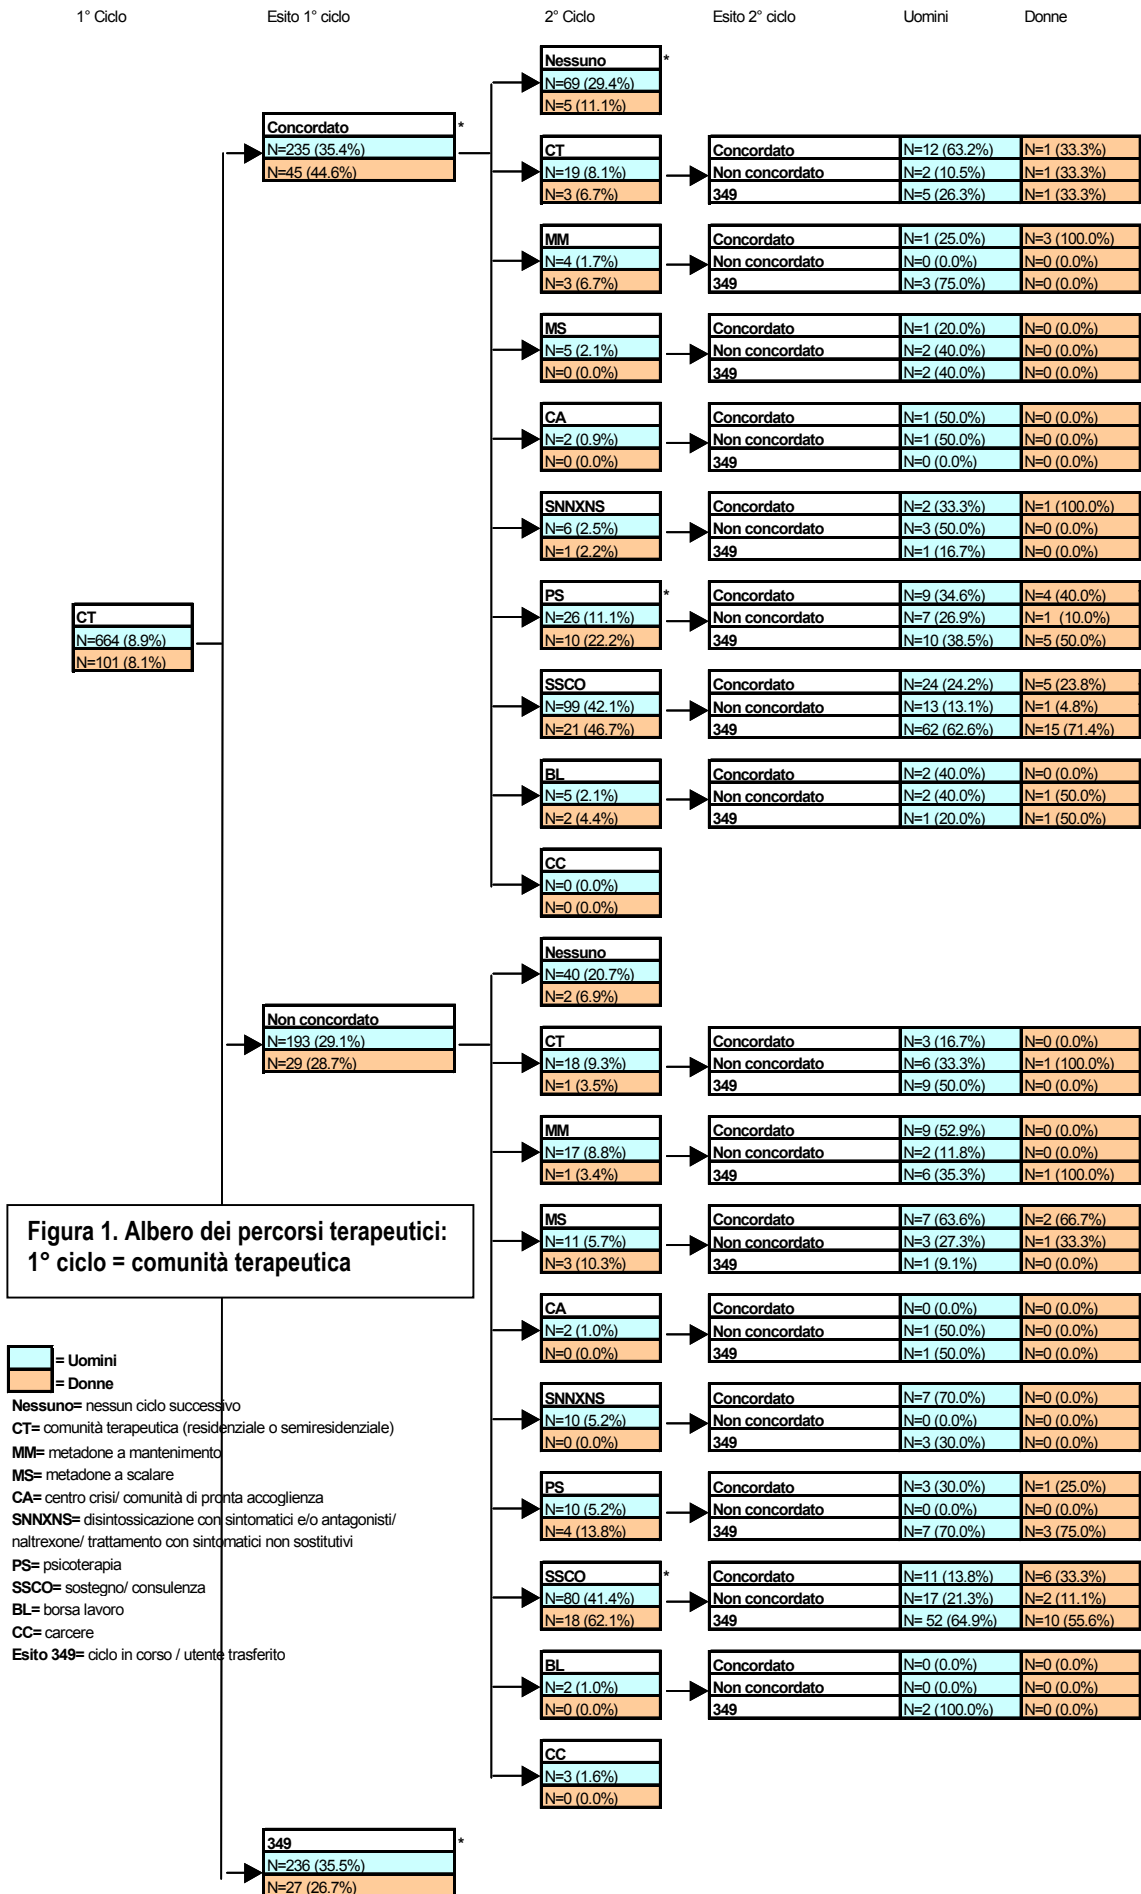 1° Ciclo Esito 1° ciclo 2° Ciclo Esito 2° ciclo Uomini Donne
Nessuno *
N=69 (29.4%)
N=5 (11.1%)
Concordato *
N=235 (35.4%)
N=45 (44.6%)
CT
N=19 (8.1%)
N=3 (6.7%)
Concordato N=12 (63.2%) N=1 (33.3%)
Non concordato N=2 (10.5%) N=1 (33.3%)
349 N=5 (26.3%) N=1 (33.3%)
MM
N=4 (1.7%)
N=3 (6.7%)
Concordato N=1 (25.0%) N=3 (100.0%)
Non concordato N=0 (0.0%) N=0 (0.0%)
349 N=3 (75.0%) N=0 (0.0%)
MS
N=5 (2.1%)
N=0 (0.0%)
Concordato N=1 (20.0%) N=0 (0.0%)
Non concordato N=2 (40.0%) N=0 (0.0%)
349 N=2 (40.0%) N=0 (0.0%)
CA
N=2 (0.9%)
N=0 (0.0%)
Concordato N=1 (50.0%) N=0 (0.0%)
Non concordato N=1 (50.0%) N=0 (0.0%)
349 N=0 (0.0%) N=0 (0.0%)
SNNXNS
N=6 (2.5%)
N=1 (2.2%)
Concordato N=2 (33.3%) N=1 (100.0%)
Non concordato N=3 (50.0%) N=0 (0.0%)
349 N=1 (16.7%) N=0 (0.0%)
CT
N=664 (8.9%)
N=101 (8.1%)
PS *
N=26 (11.1%)
N=10 (22.2%)
Concordato N=9 (34.6%) N=4 (40.0%)
Non concordato N=7 (26.9%) N=1 (10.0%)
349 N=10 (38.5%) N=5 (50.0%)
SSCO
N=99 (42.1%)
N=21 (46.7%)
Concordato N=24 (24.2%) N=5 (23.8%)
Non concordato N=13 (13.1%) N=1 (4.8%)
349 N=62 (62.6%) N=15 (71.4%)
BL
N=5 (2.1%)
N=2 (4.4%)
Concordato N=2 (40.0%) N=0 (0.0%)
Non concordato N=2 (40.0%) N=1 (50.0%)
349 N=1 (20.0%) N=1 (50.0%)
CC
N=0 (0.0%)
N=0 (0.0%)
Nessuno
N=40 (20.7%)
N=2 (6.9%)
Non concordato
N=193 (29.1%)
N=29 (28.7%)
CT
N=18 (9.3%)
N=1 (3.5%)
Concordato N=3 (16.7%) N=0 (0.0%)
Non concordato N=6 (33.3%) N=1 (100.0%)
349 N=9 (50.0%) N=0 (0.0%)
MM
N=17 (8.8%)
N=1 (3.4%)
Concordato N=9 (52.9%) N=0 (0.0%)
Non concordato N=2 (11.8%) N=0 (0.0%)
349 N=6 (35.3%) N=1 (100.0%)
Figura 1. Albero dei percorsi terapeutici:
1° ciclo = comunità terapeutica
MS
N=11 (5.7%)
N=3 (10.3%)
Concordato N=7 (63.6%) N=2 (66.7%)
Non concordato N=3 (27.3%) N=1 (33.3%)
349 N=1 (9.1%) N=0 (0.0%)
CA
N=2 (1.0%)
N=0 (0.0%)
Concordato N=0 (0.0%) N=0 (0.0%)
Non concordato N=1 (50.0%) N=0 (0.0%)
349 N=1 (50.0%) N=0 (0.0%)
= Uomini
= Donne
Nessuno= nessun ciclo successivo
CT= comunità terapeutica (residenziale o semiresidenziale)
MM= metadone a mantenimento
MS= metadone a scalare
CA= centro crisi/ comunità di pronta accoglienza
SNNXNS= disintossicazione con sintomatici e/o antagonisti/
naltrexone/ trattamento con sintomatici non sostitutivi
PS= psicoterapia
SSCO= sostegno/ consulenza
BL= borsa lavoro
CC= carcere
Esito 349= ciclo in corso / utente trasferito
SNNXNS
N=10 (5.2%)
N=0 (0.0%)
Concordato N=7 (70.0%) N=0 (0.0%)
Non concordato N=0 (0.0%) N=0 (0.0%)
349 N=3 (30.0%) N=0 (0.0%)
PS
N=10 (5.2%)
N=4 (13.8%)
Concordato N=3 (30.0%) N=1 (25.0%)
Non concordato N=0 (0.0%) N=0 (0.0%)
349 N=7 (70.0%) N=3 (75.0%)
SSCO *
N=80 (41.4%)
N=18 (62.1%)
Concordato N=11 (13.8%) N=6 (33.3%)
Non concordato N=17 (21.3%) N=2 (11.1%)
349 N= 52 (64.9%) N=10 (55.6%)
BL
N=2 (1.0%)
N=0 (0.0%)
Concordato N=0 (0.0%) N=0 (0.0%)
Non concordato N=0 (0.0%) N=0 (0.0%)
349 N=2 (100.0%) N=0 (0.0%)
CC
N=3 (1.6%)
N=0 (0.0%)
349 *
N=236 (35.5%)
N=27 (26.7%)